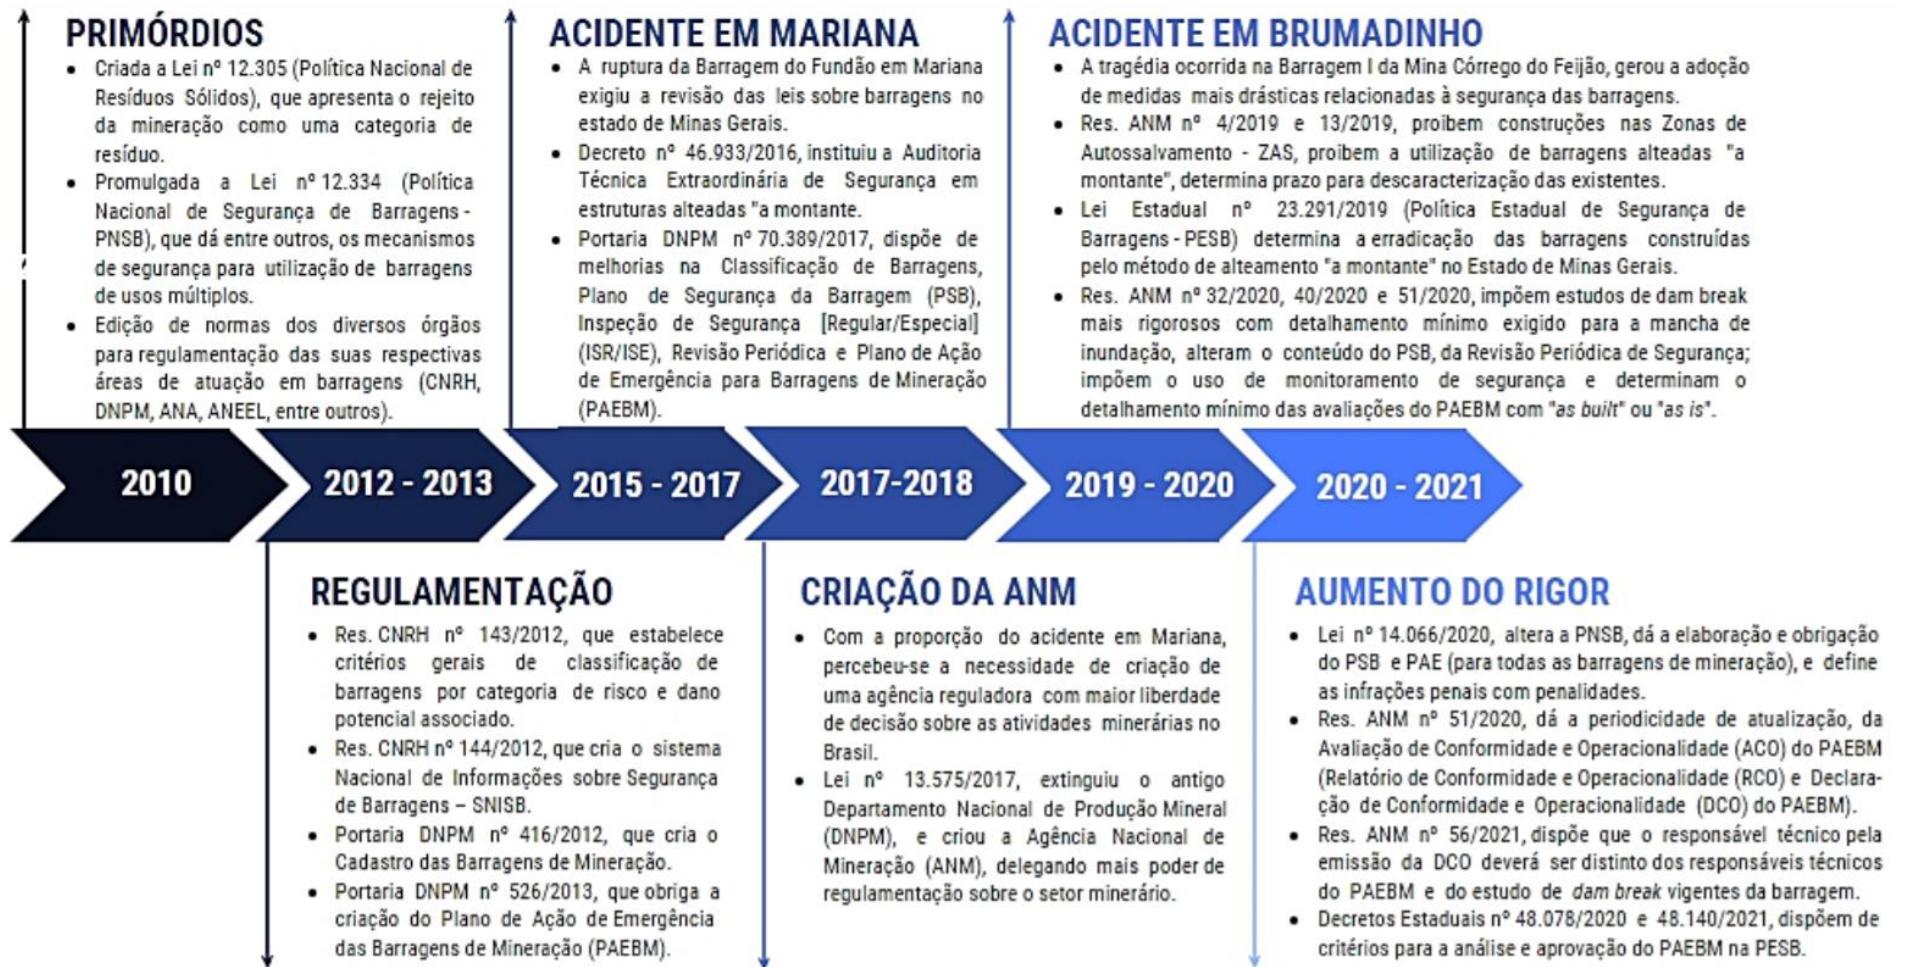 PRIMÓRDIOS
• Criada a Lei nº 12.305 (Política Nacional de
Resíduos Sólidos), que apresenta o rejeito
da mineração como uma categoria de
resíduo.
• Promulgada a Lei nº 12.334 (Política
Nacional de Segurança de Barragens -
PNSB), que dá entre outros, os mecanismos
de segurança para utilização de barragens
de usos múltiplos.
• Edição de normas dos diversos órgãos
para regulamentação das suas respectivas
áreas de atuação em barragens (CNRH,
DNPM, ANA, ANEEL, entre outros).
ACIDENTE EM MARIANA
• A ruptura da Barragem do Fundão em Mariana
exigiu a revisão das leis sobre barragens no
estado de Minas Gerais.
• Decreto nº 46.933/2016, instituiu a Auditoria
Técnica Extraordinária de Segurança em
estruturas alteadas "a montante.
• Portaria DNPM nº 70.389/2017, dispõe de
melhorias na Classificação de Barragens,
Plano de Segurança da Barragem (PSB),
Inspeção de Segurança [Regular/Especial]
(ISR/ISE), Revisão Periódica e Plano de Ação
de Emergência para Barragens de Mineração
(PAEBM).
ACIDENTE EM BRUMADINHO
• A tragédia ocorrida na Barragem I da Mina Córrego do Feijão, gerou a adoção
de medidas mais drásticas relacionadas à segurança das barragens.
• Res. ANM nº 4/2019 e 13/2019, proibem construções nas Zonas de
Autossalvamento - ZAS, proibem a utilização de barragens alteadas "a
montante", determina prazo para descaracterização das existentes.
• Lei Estadual nº 23.291/2019 (Política Estadual de Segurança de
Barragens - PESB) determina a erradicação das barragens construídas
pelo método de alteamento "a montante" no Estado de Minas Gerais.
• Res. ANM nº 32/2020, 40/2020 e 51/2020, impõem estudos de dam break
mais rigorosos com detalhamento mínimo exigido para a mancha de
inundação, alteram o conteúdo do PSB, da Revisão Periódica de Segurança;
impõem o uso de monitoramento de segurança e determinam o
detalhamento mínimo das avaliações do PAEBM com "as built" ou "as is".
2010
2012 - 2013
2015 - 2017
2017-2018
2019 - 2020
2020 - 2021
REGULAMENTAÇÃO
• Res. CNRH nº 143/2012, que estabelece
critérios gerais de classificação de
barragens por categoria de risco e dano
potencial associado.
• Res. CNRH nº 144/2012, que cria o sistema
Nacional de Informações sobre Segurança
de Barragens – SNISB.
• Portaria DNPM nº 416/2012, que cria o
Cadastro das Barragens de Mineração.
• Portaria DNPM nº 526/2013, que obriga a
criação do Plano de Ação de Emergência
das Barragens de Mineração (PAEBM).
CRIAÇÃO DA ANM
• Com a proporção do acidente em Mariana,
percebeu-se a necessidade de criação de
uma agência reguladora com maior liberdade
de decisão sobre as atividades minerárias no
Brasil.
• Lei nº 13.575/2017, extinguiu o antigo
Departamento Nacional de Produção Mineral
(DNPM), e criou a Agência Nacional de
Mineração (ANM), delegando mais poder de
regulamentação sobre o setor minerário.
AUMENTO DO RIGOR
• Lei nº 14.066/2020, altera a PNSB, dá a elaboração e obrigação
do PSB e PAE (para todas as barragens de mineração), e define
as infrações penais com penalidades.
• Res. ANM nº 51/2020, dá a periodicidade de atualização, da
Avaliação de Conformidade e Operacionalidade (ACO) do PAEBM
(Relatório de Conformidade e Operacionalidade (RCO) e Declara-
ção de Conformidade e Operacionalidade (DCO) do PAEBM).
• Res. ANM nº 56/2021, dispõe que o responsável técnico pela
emissão da DCO deverá ser distinto dos responsáveis técnicos
do PAEBM e do estudo de dam break vigentes da barragem.
• Decretos Estaduais nº 48.078/2020 e 48.140/2021, dispõem de
critérios para a análise e aprovação do PAEBM na PESB.